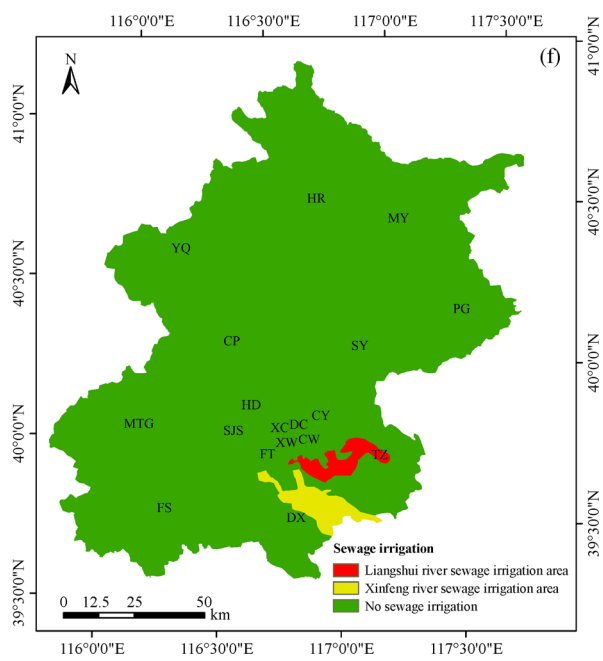 116°0'0"E 116°30'0"E 117°0'0"E 117°30'0"E
(f)
N
41°0'0"N
41°0'0"N
HR
MY
40°30'0"N
YQ
40°30'0"N
PG
CP
SY
40°0'0"N
HD
CY
MTG
XC DC
SJS
40°0'0"N
XW CW
FT
TZ
FS
DX
39°30'0"N
Sewage irrigation
Liangshui river sewage irrigation area
Xinfeng river sewage irrigation area
No sewage irrigation
39°30'0"N
0 12.5 25 50
km
116°0'0"E 116°30'0"E 117°0'0"E 117°30'0"E